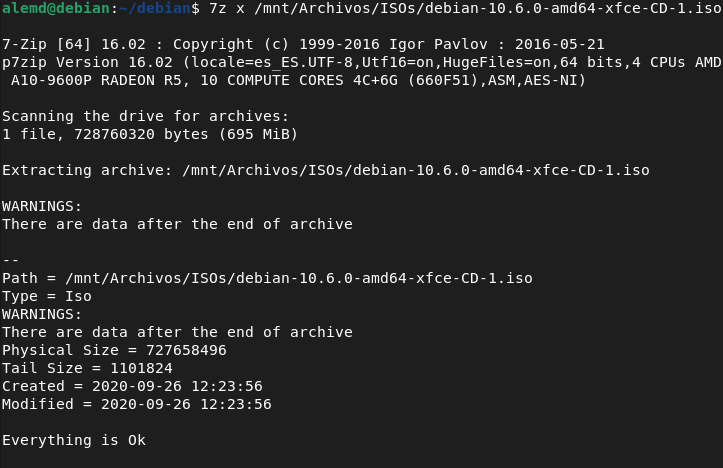 alemd@debian:~/debian$ 7z x /mnt/Archivos/ISOs/debian-10.6.0-amd64-xfce-CD-1.iso
7-Zip [64] 16.02 : Copyright (c) 1999-2016 Igor Pavlov : 2016-05-21
p7zip Version 16.02 (locale=es_ES.UTF-8,Utf16=on,HugeFiles=on,64 bits,4 CPUs AMD
A10-9600P RADEON R5, 10 COMPUTE CORES 4C+6G (660F51),ASM,AES-NI)
Scanning the drive for archives:
1 file, 728760320 bytes (695 MiB)
Extracting archive: /mnt/Archivos/ISOs/debian-10.6.0-amd64-xfce-CD-1.iso
WARNINGS:
There are data after the end of archive
--
Path = /mnt/Archivos/ISOs/debian-10.6.0-amd64-xfce-CD-1.iso
Type = Iso
WARNINGS:
There are data after the end of archive
Physical Size = 727658496
Tail Size = 1101824
Created = 2020-09-26 12:23:56
Modified = 2020-09-26 12:23:56
Everything is Ok